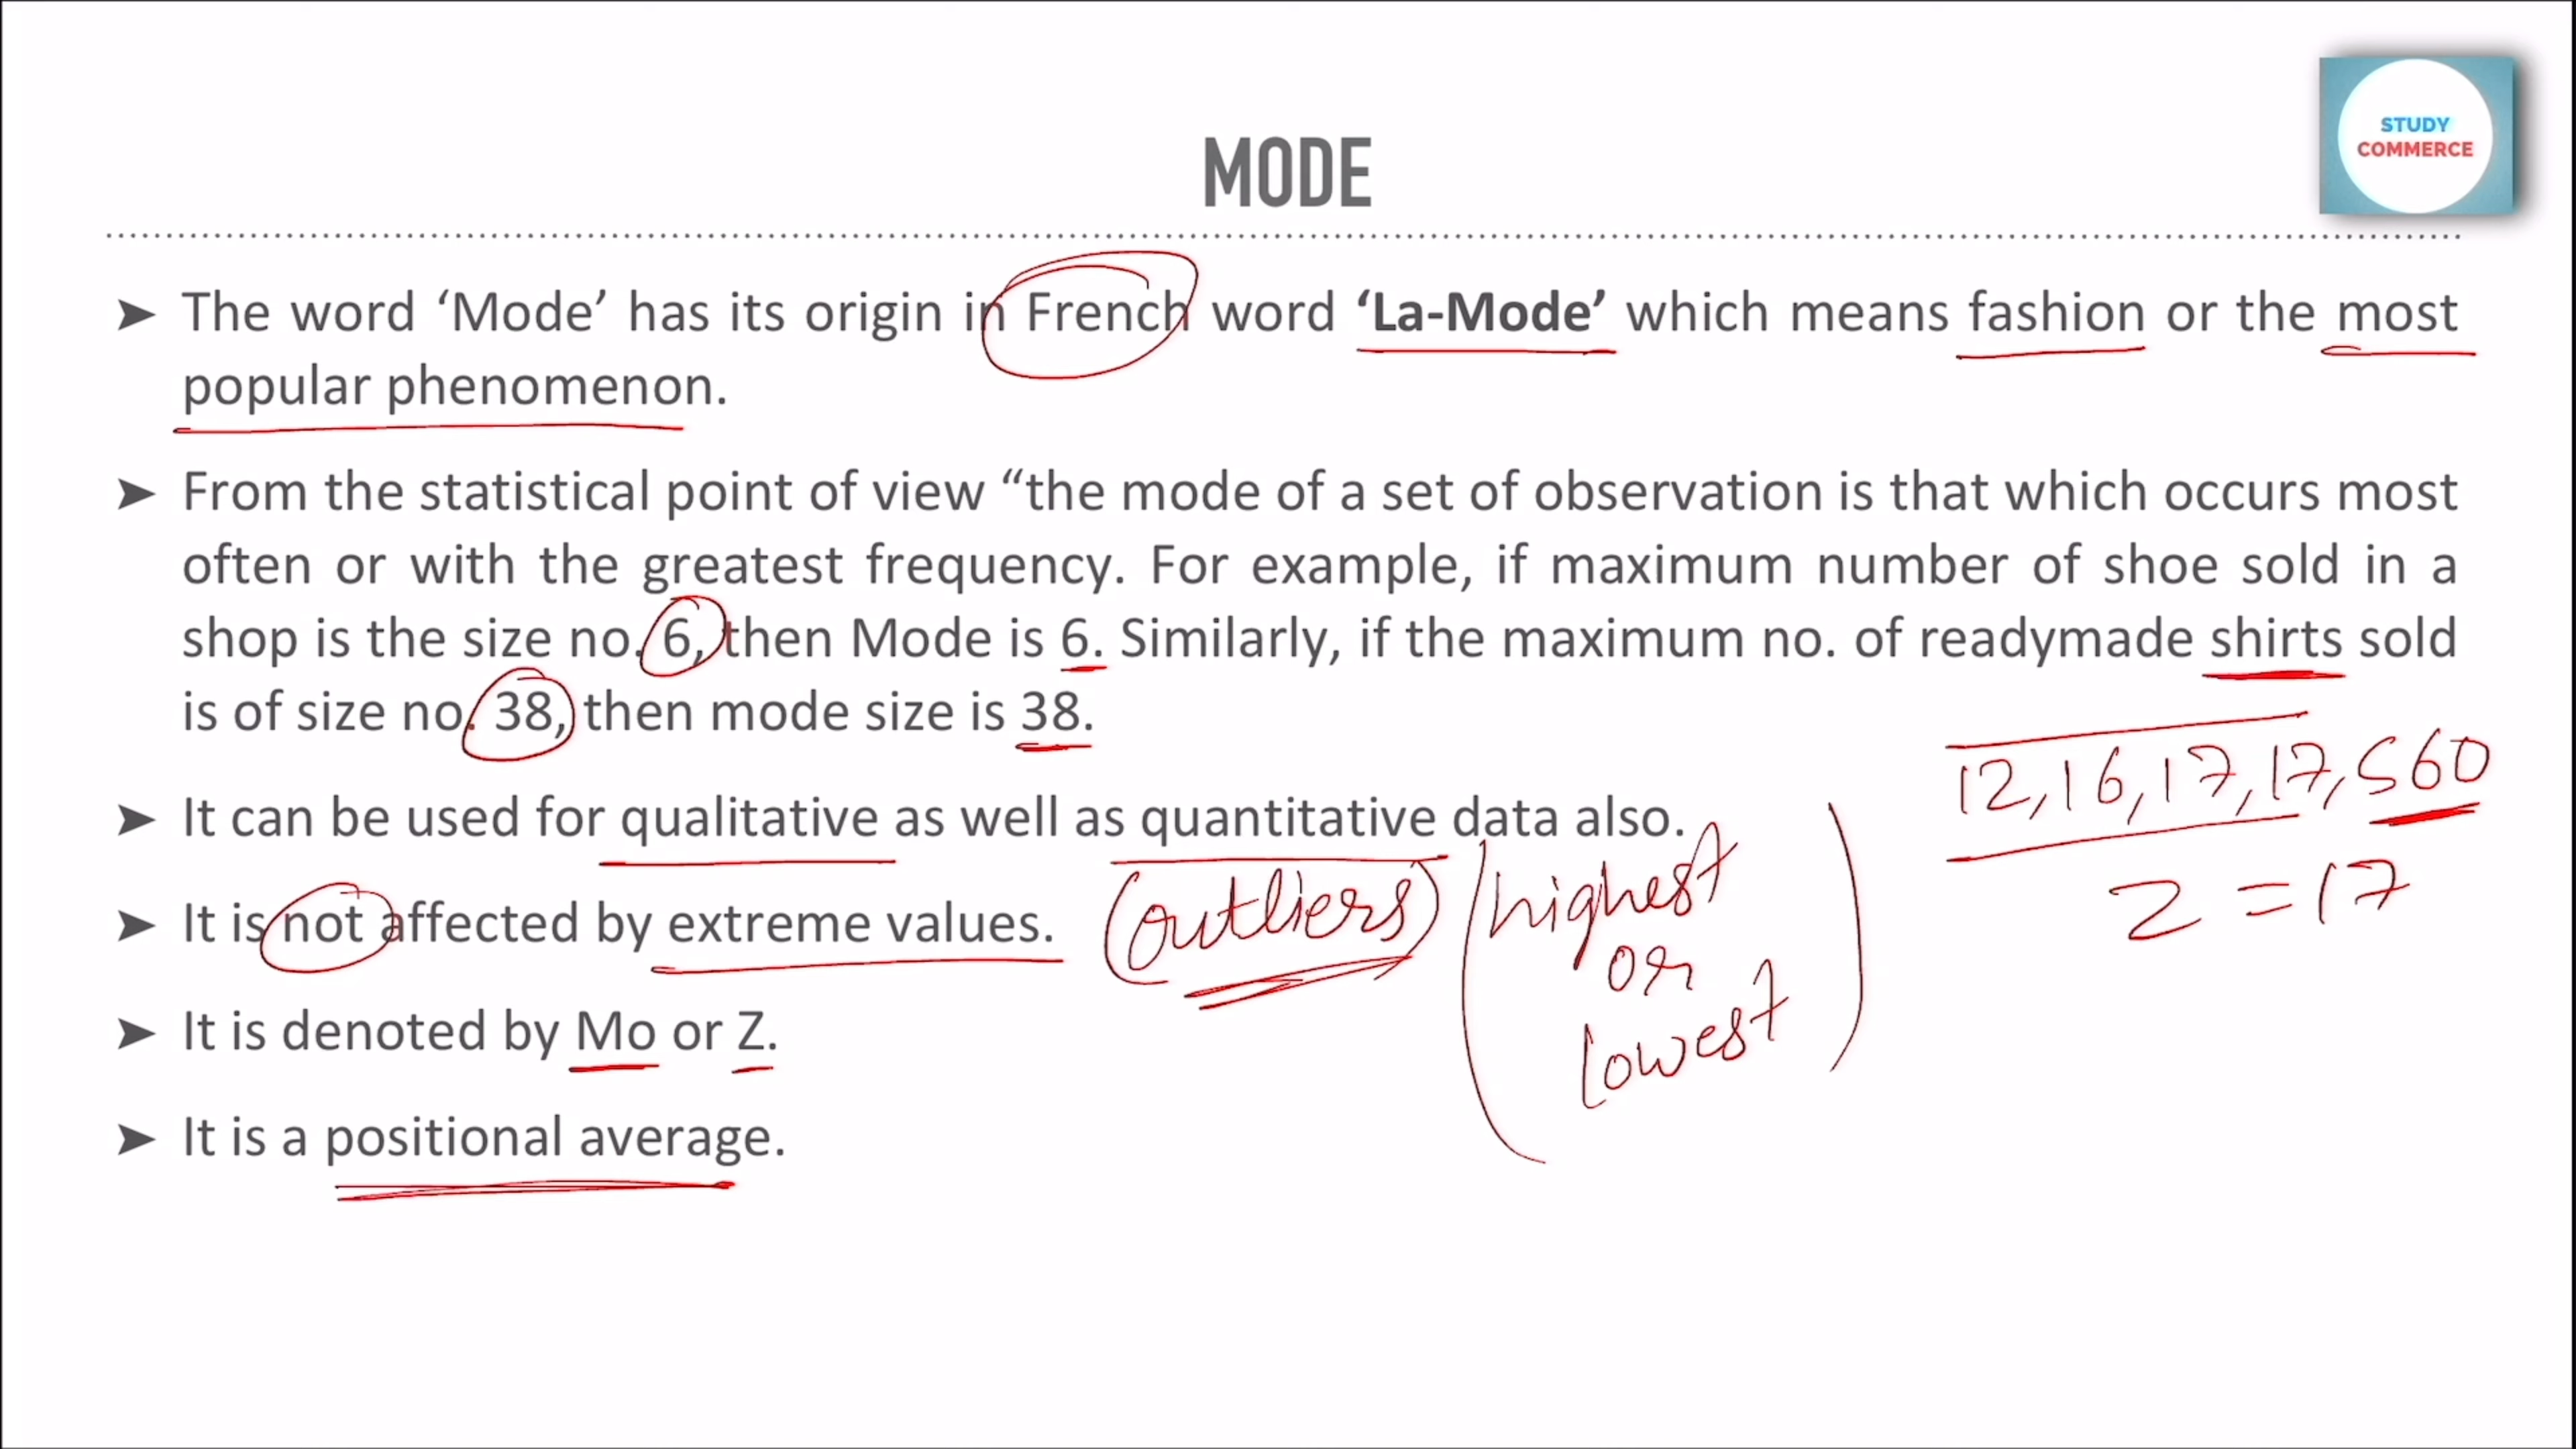 STUDY
COMMERCE
MODE
➤ The word ‘Mode’ has its origin in French word ‘La-Mode’ which means fashion or the most
popular phenomenon.
➤ From the statistical point of view “the mode of a set of observation is that which occurs most
often or with the greatest frequency. For example, if maximum number of shoe sold in a
shop is the size no. 6, then Mode is 6. Similarly, if the maximum no. of readymade shirts sold
is of size no. 38, then mode size is 38.
12, 16, 17, 17, 560
Z = 17
➤ It can be used for qualitative as well as quantitative data also.
➤ It is not affected by extreme values.
(outliers)
(highest
or
lowest)
➤ It is denoted by Mo or Z.
➤ It is a positional average.